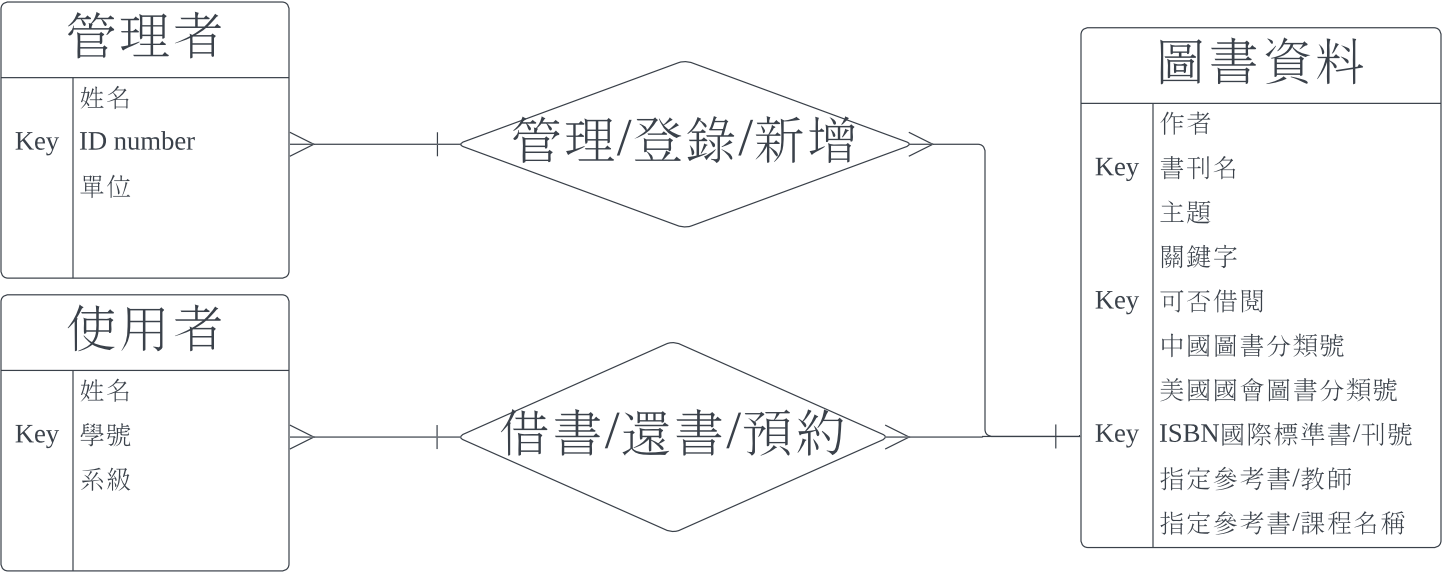 管理者
姓名
Key
ID number
單位
管理/登錄/新增
使用者
姓名
Key
學號
系級
借書/還書/預約
圖書資料
作者
Key
書刊名
主題
關鍵字
Key
可否借閱
中國圖書分類號
美國國會圖書分類號
Key
ISBN國際標準書/刊號
指定參考書/教師
指定參考書/課程名稱